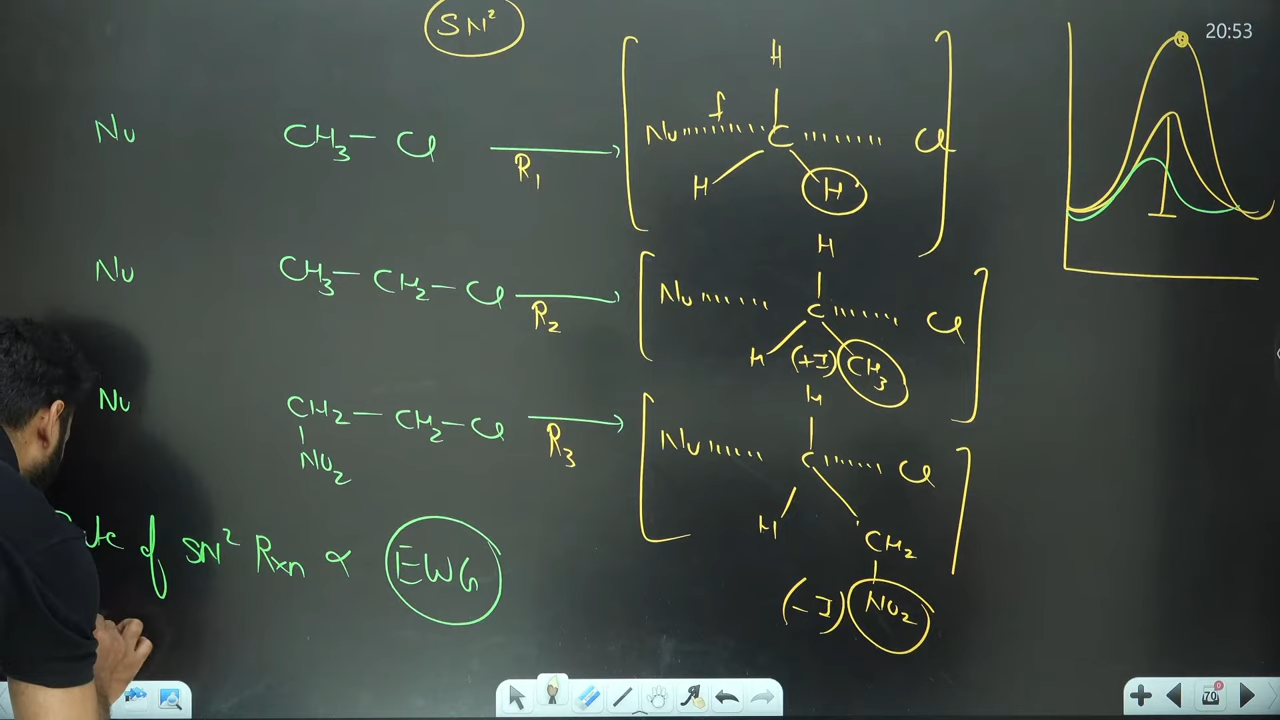 SN²
20:53
Nu CH₃— Cl R₁ Nu C Cl
H
H H
Nu CH₃— CH₂— Cl R₂ Nu C Cl
H
H (+I) CH₃
Nu CH₂— CH₂— Cl R₃ Nu C Cl
NO₂
H
H
CH₂
(-I) NO₂
of SN² Rxn ∝ EWG
70